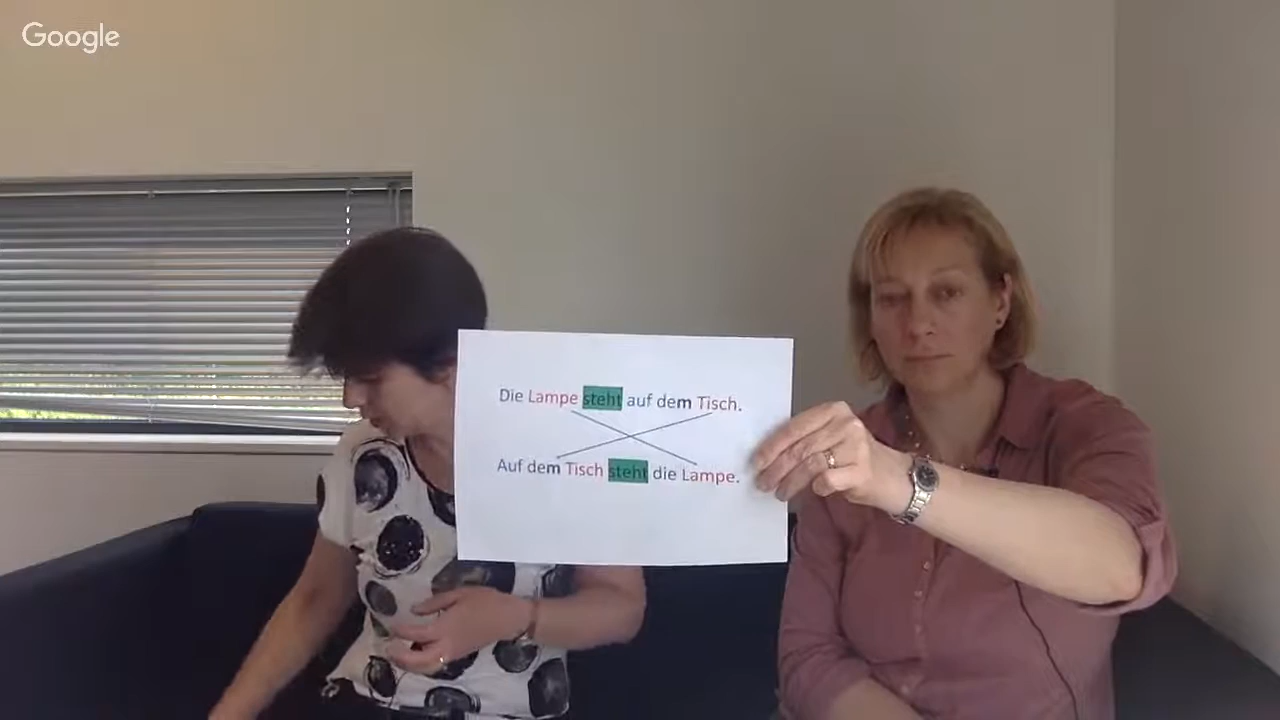 Google
Die Lampe steht auf dem Tisch.
Auf dem Tisch steht die Lampe.